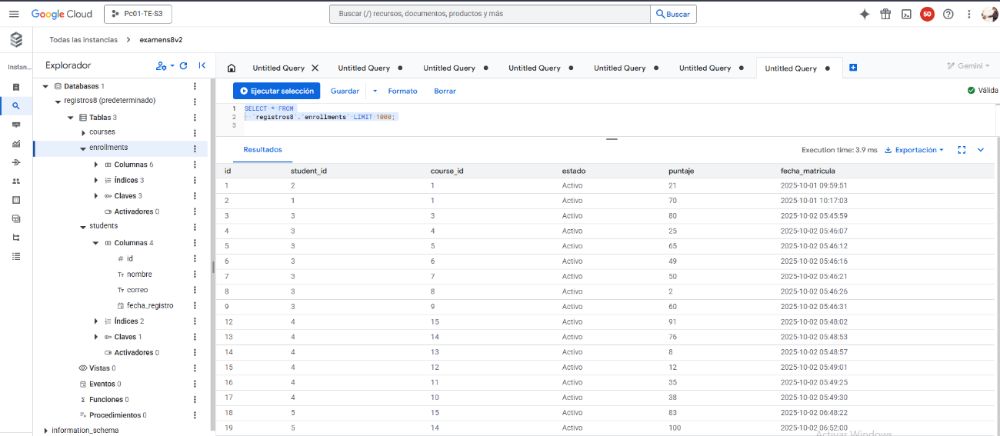 Google Cloud Pc01-TE-S3 Buscar (/) recursos, documentos, productos y más Buscar 50
Todas las instancias > examens8v2
Instan...
Explorador
Databases 1
registros8 (predeterminado)
Tablas 3
courses
enrollments
Columnas 6
Índices 3
Claves 3
Activadores 0
students
Columnas 4
id
nombre
correo
fecha_registro
Índices 2
Claves 1
Activadores 0
Vistas 0
Eventos 0
Funciones 0
Procedimientos 0
information_schema
Untitled Query Untitled Query Untitled Query Untitled Query Untitled Query Untitled Query Untitled Query Gemini
Ejecutar selección Guardar Formato Borrar Válida
1 SELECT * FROM
2 `registros8`.`enrollments` LIMIT 1000;
3
Resultados Execution time: 3.9 ms Exportación
id student_id course_id estado puntaje fecha_matricula
1 2 1 Activo 21 2025-10-01 09:59:51
2 1 1 Activo 70 2025-10-01 10:17:03
3 3 3 Activo 80 2025-10-02 05:45:59
4 3 4 Activo 25 2025-10-02 05:46:07
5 3 5 Activo 65 2025-10-02 05:46:12
6 3 6 Activo 49 2025-10-02 05:46:16
7 3 7 Activo 50 2025-10-02 05:46:21
8 3 8 Activo 2 2025-10-02 05:46:26
9 3 9 Activo 60 2025-10-02 05:46:31
12 4 15 Activo 91 2025-10-02 05:48:02
13 4 14 Activo 76 2025-10-02 05:48:53
14 4 13 Activo 8 2025-10-02 05:48:57
15 4 12 Activo 12 2025-10-02 05:49:01
16 4 11 Activo 35 2025-10-02 05:49:25
17 4 10 Activo 38 2025-10-02 05:49:30
18 5 15 Activo 83 2025-10-02 06:48:22
19 5 14 Activo 100 2025-10-02 06:52:00
Activar Windows